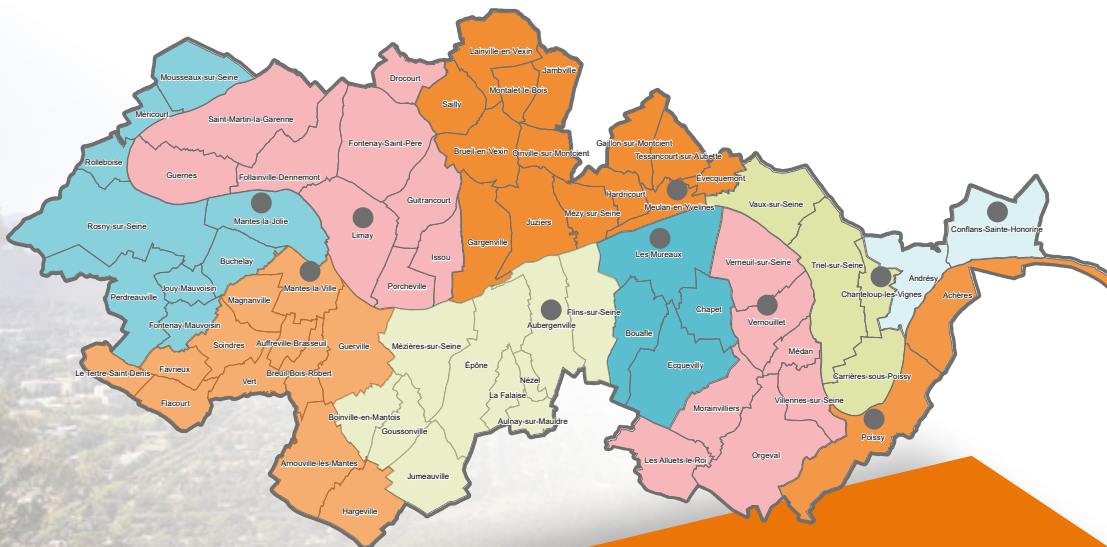 Lainville-en-Vexin
Jambville
Mousseaux-sur-Seine
Drocourt
Montalet-le-Bois
Sailly
Méricourt
Saint-Martin-la-Garenne
Fontenay-Saint-Père
Gaillon-sur-Montcient
Brueil-en-Vexin
Oinville-sur-Montcient
Tessancourt-sur-Aubette
Rolleboise
Guernes
Follainville-Dennemont
Évecquemont
Hardricourt
Guitrancourt
Vaux-sur-Seine
Meulan-en-Yvelines
Mézy-sur-Seine
Mantes-la-Jolie
Juziers
Rosny-sur-Seine
Limay
Conflans-Sainte-Honorine
Gargenville
Les Mureaux
Issou
Buchelay
Verneuil-sur-Seine
Triel-sur-Seine
Andrésy
Porcheville
Jouy-Mauvoisin
Mantes-la-Ville
Chanteloup-les-Vignes
Achères
Perdreauville
Magnanville
Chapet
Flins-sur-Seine
Vernouillet
Fontenay-Mauvoisin
Aubergenville
Bouafle
Soindres
Auffreville-Brasseuil
Guerville
Mézières-sur-Seine
Médan
Épône
Ecquevilly
Favrieux
Le Tertre-Saint-Denis
Breuil-Bois-Robert
Carrières-sous-Poissy
Vert
Nézel
La Falaise
Flacourt
Villennes-sur-Seine
Morainvilliers
Boinville-en-Mantois
Aulnay-sur-Mauldre
Goussonville
Poissy
Orgeval
Les Alluets-le-Roi
Arnouville-lès-Mantes
Jumeauville
Hargeville